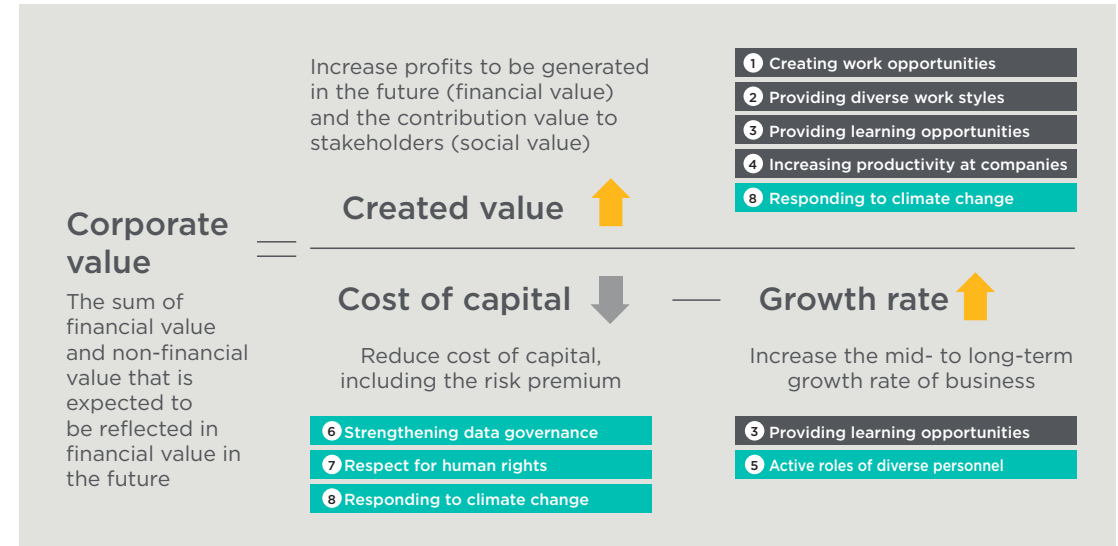 Increase profits to be generated
in the future (financial value)
and the contribution value to
stakeholders (social value)
1 Creating work opportunities
2 Providing diverse work styles
3 Providing learning opportunities
4 Increasing productivity at companies
8 Responding to climate change
Created value
Corporate
value
The sum of
financial value
and non-financial
value that is
expected to
be reflected in
financial value in
the future
Cost of capital
Growth rate
Reduce cost of capital,
including the risk premium
Increase the mid- to long-term
growth rate of business
6 Strengthening data governance
7 Respect for human rights
8 Responding to climate change
3 Providing learning opportunities
5 Active roles of diverse personnel